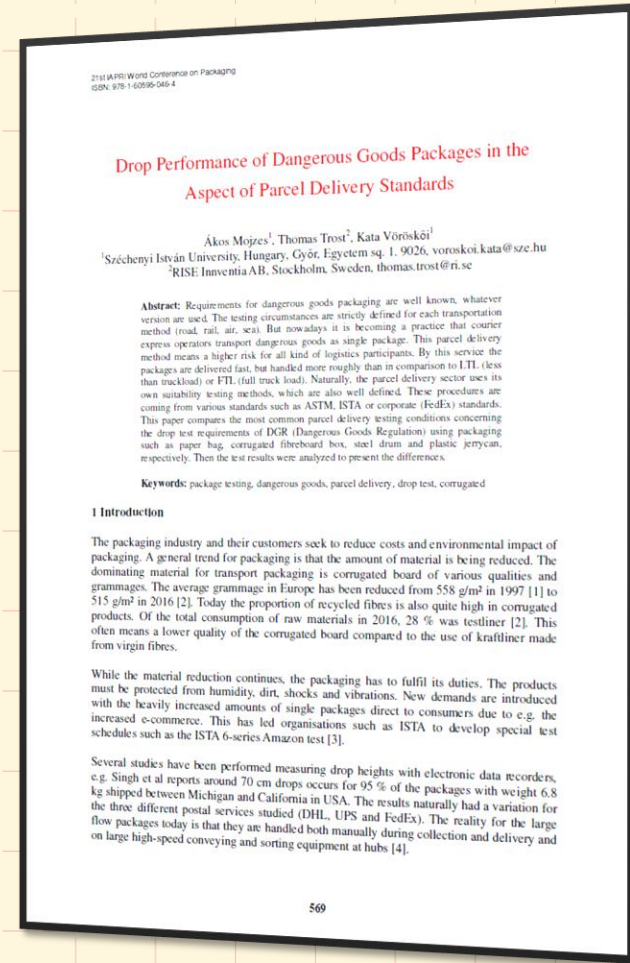 21st IAPRI World Conference on Packaging
ISBN: 978-1-60595-046-4
Drop Performance of Dangerous Goods Packages in the
Aspect of Parcel Delivery Standards
Ákos Mojzes¹, Thomas Trost², Kata Vöröskői¹
¹Széchenyi István University, Hungary, Győr, Egyetem sq. 1. 9026, voroskoi.kata@sze.hu
²RISE Innventia AB, Stockholm, Sweden, thomas.trost@ri.se
Abstract: Requirements for dangerous goods packaging are well known, whatever
version are used. The testing circumstances are strictly defined for each transportation
method (road, rail, air, sea). But nowadays it is becoming a practice that courier
express operators transport dangerous goods as single package. This parcel delivery
method means a higher risk for all kind of logistics participants. By this service the
packages are delivered fast, but handled more roughly than in comparison to LTL (less
than truckload) or FTL (full truck load). Naturally, the parcel delivery sector uses its
own suitability testing methods, which are also well defined. These procedures are
coming from various standards such as ASTM, ISTA or corporate (FedEx) standards.
This paper compares the most common parcel delivery testing conditions concerning
the drop test requirements of DGR (Dangerous Goods Regulation) using packaging
such as paper bag, corrugated fibreboard box, steel drum and plastic jerrycan,
respectively. Then the test results were analyzed to present the differences.
Keywords: package testing, dangerous goods, parcel delivery, drop test, corrugated
1 Introduction
The packaging industry and their customers seek to reduce costs and environmental impact of
packaging. A general trend for packaging is that the amount of material is being reduced. The
dominating material for transport packaging is corrugated board of various qualities and
grammages. The average grammage in Europe has been reduced from 558 g/m² in 1997 [1] to
515 g/m² in 2016 [2]. Today the proportion of recycled fibres is also quite high in corrugated
products. Of the total consumption of raw materials in 2016, 28 % was testliner [2]. This
often means a lower quality of the corrugated board compared to the use of kraftliner made
from virgin fibres.
While the material reduction continues, the packaging has to fulfil its duties. The products
must be protected from humidity, dirt, shocks and vibrations. New demands are introduced
with the heavily increased amounts of single packages direct to consumers due to e.g. the
increased e-commerce. This has led organisations such as ISTA to develop special test
schedules such as the ISTA 6-series Amazon test [3].
Several studies have been performed measuring drop heights with electronic data recorders,
e.g. Singh et al reports around 70 cm drops occurs for 95 % of the packages with weight 6.8
kg shipped between Michigan and California in USA. The results naturally had a variation for
the three different postal services studied (DHL, UPS and FedEx). The reality for the large
flow packages today is that they are handled both manually during collection and delivery and
on large high-speed conveying and sorting equipment at hubs [4].
569